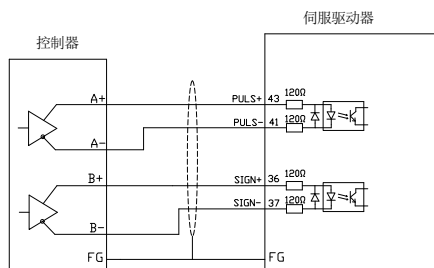 伺服驱动器
控制器
A+ PULS+ 43 120Ω
A- PULS- 41 120Ω
B+ SIGN+ 36 120Ω
B- SIGN- 37 120Ω
FG FG